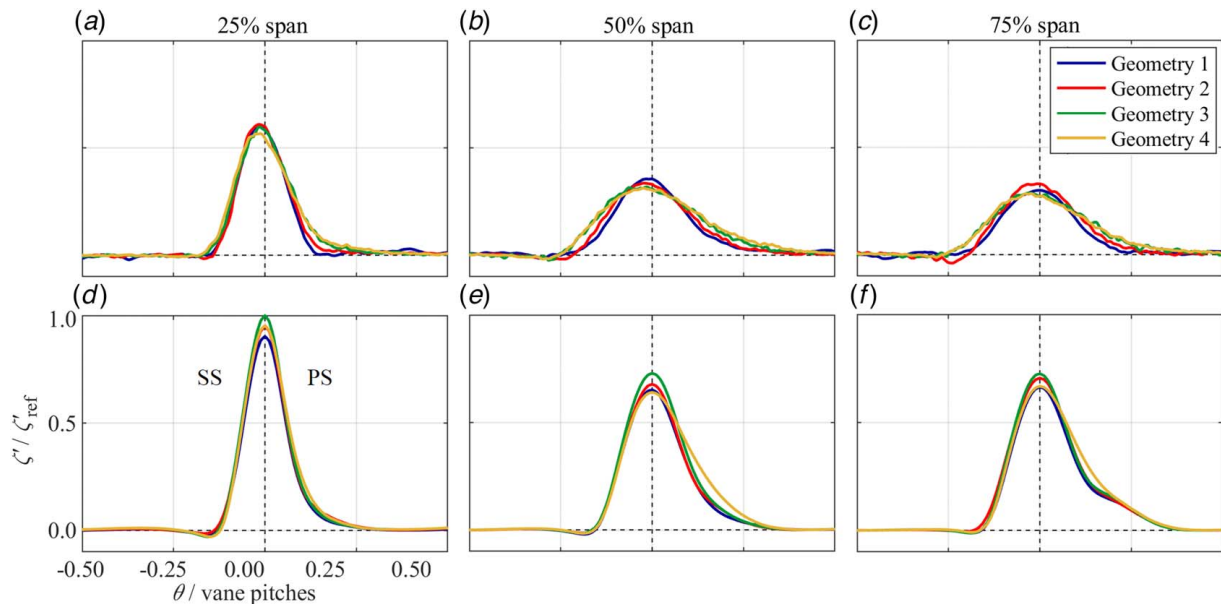 (a) 25% span
(b) 50% span
(c) 75% span
Geometry 1
Geometry 2
Geometry 3
Geometry 4
(d)
(e)
(f)
1.0
SS PS
0.5
ζ' / ζ'ref
0.0
-0.50 -0.25 0.00 0.25 0.50
θ / vane pitches